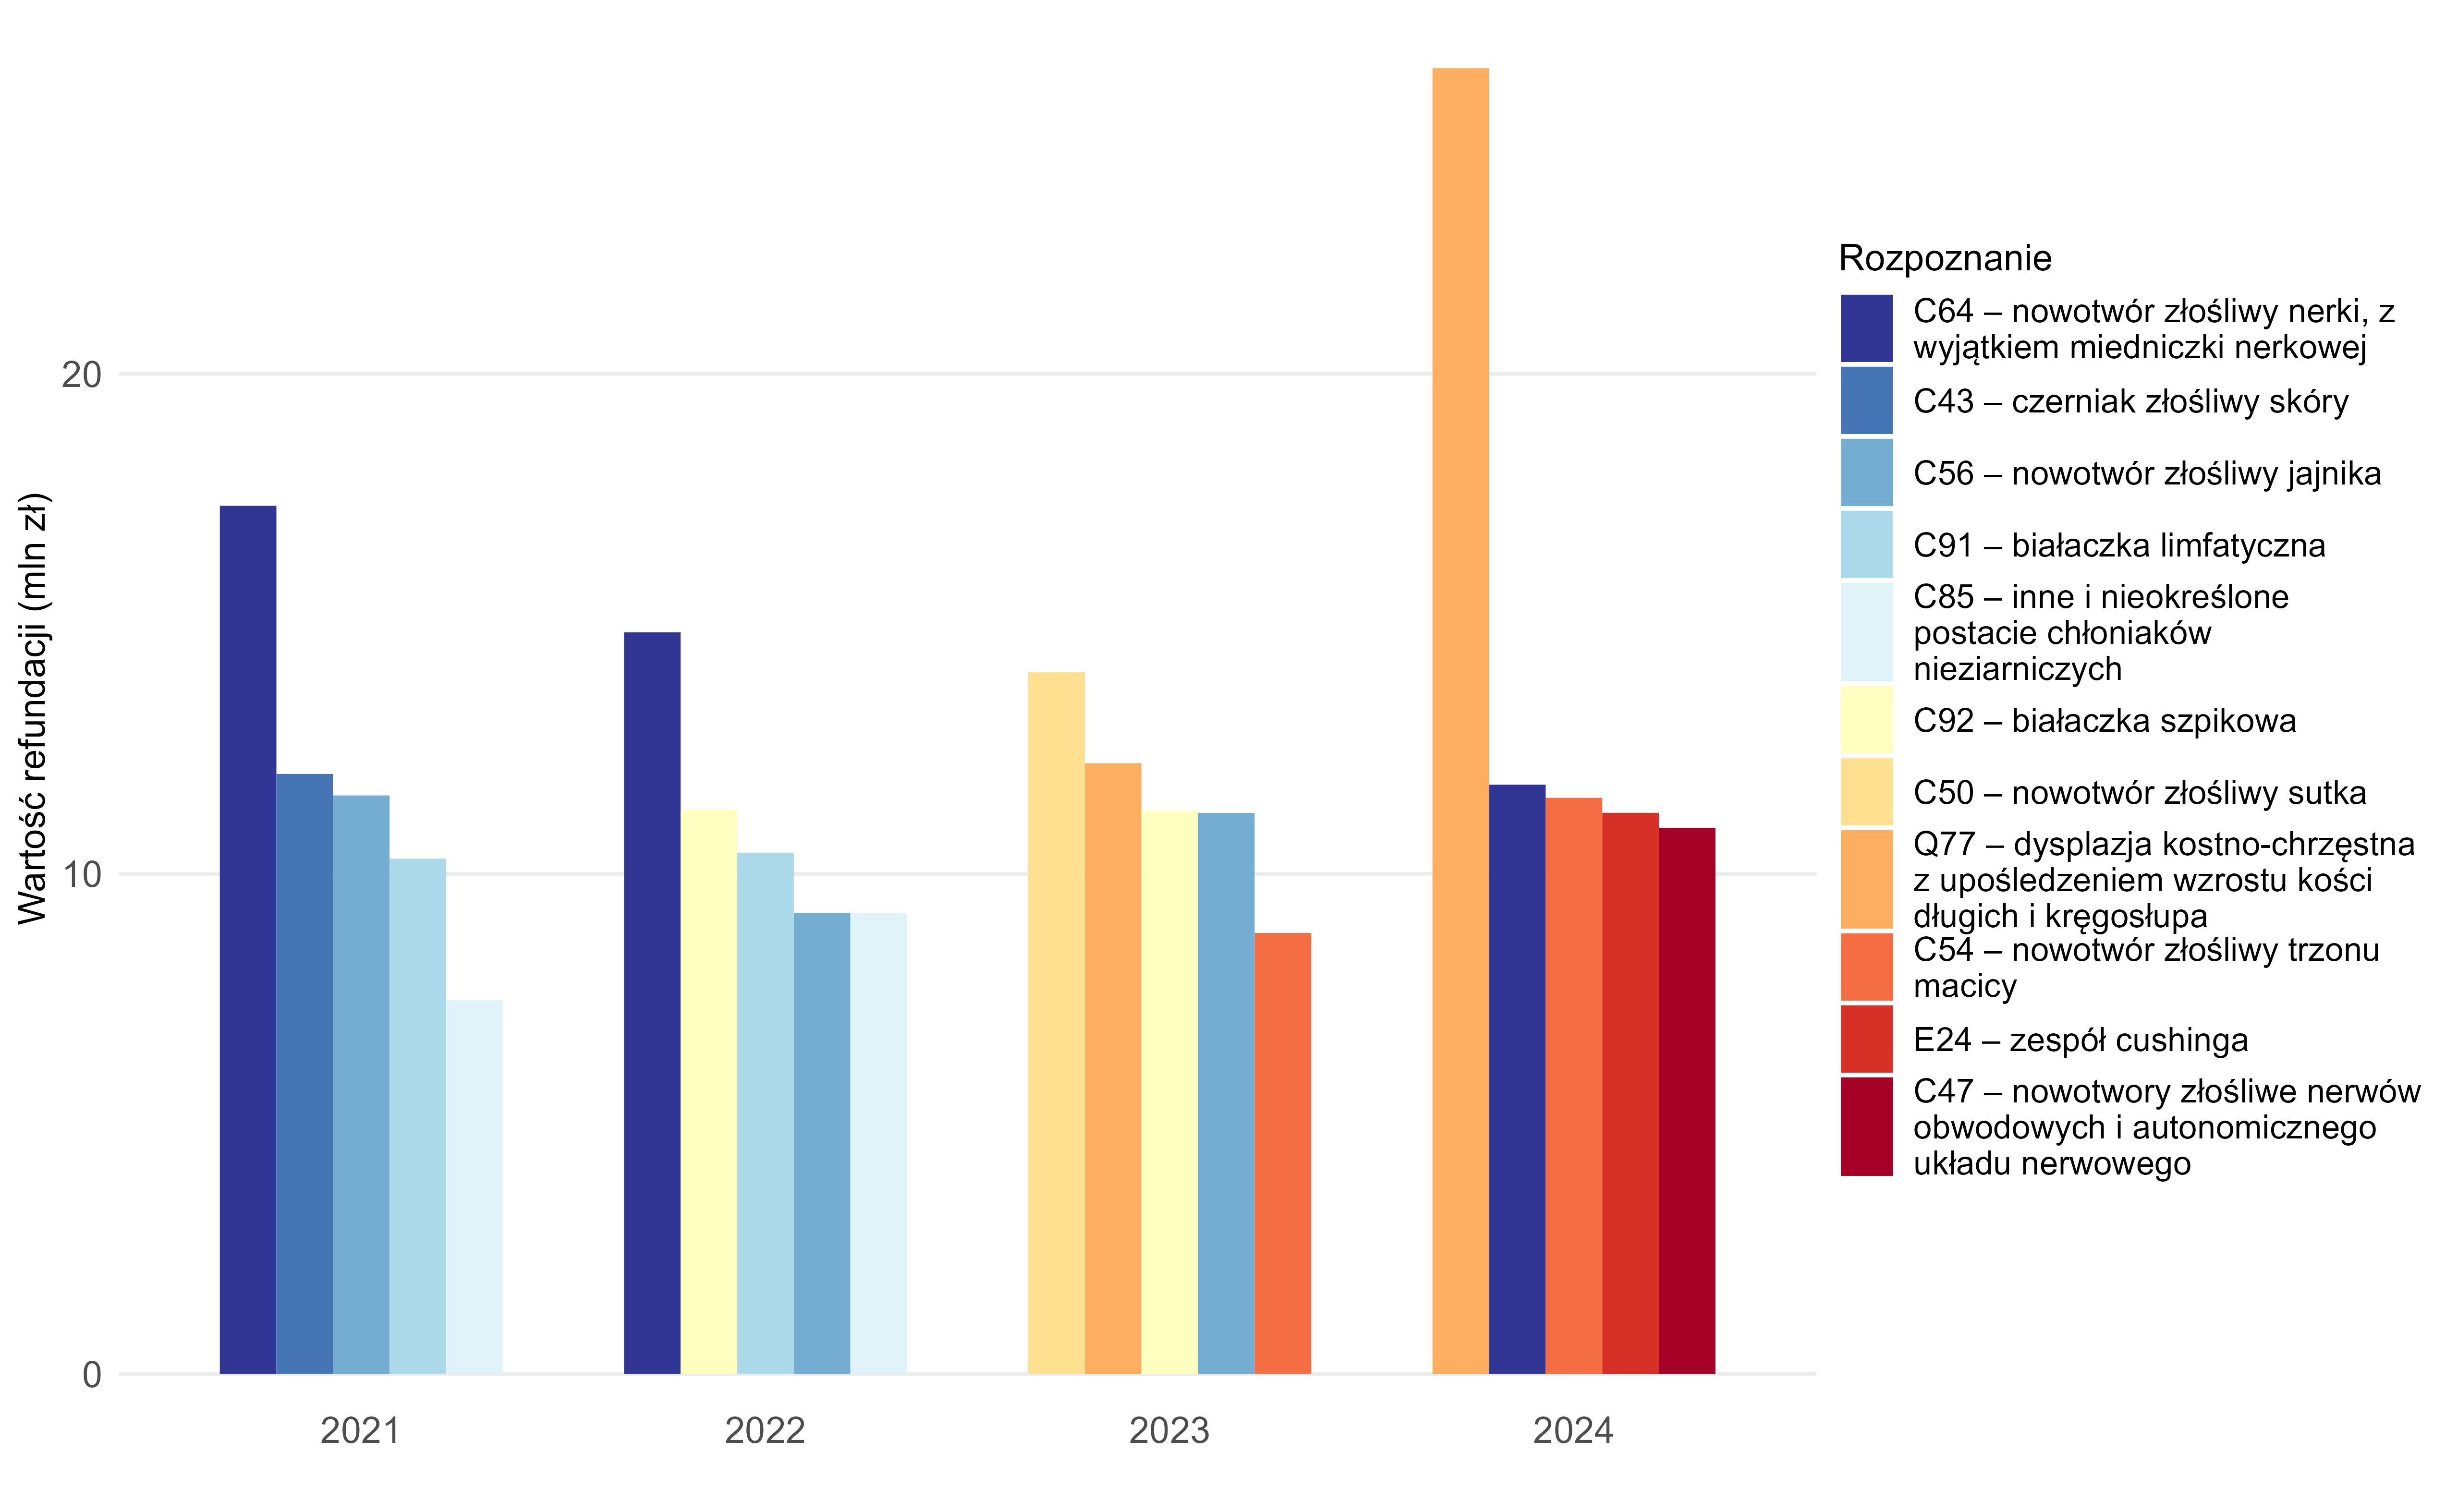 Wartość refundacji (mln zł)
20
10
0
2021
2022
2023
2024
Rozpoznanie
C64 – nowotwór złośliwy nerki, z
wyjątkiem miedniczki nerkowej
C43 – czerniak złośliwy skóry
C56 – nowotwór złośliwy jajnika
C91 – białaczka limfatyczna
C85 – inne i nieokreślone
postacie chłoniaków
nieziarniczych
C92 – białaczka szpikowa
C50 – nowotwór złośliwy sutka
Q77 – dysplazja kostno-chrzęstna
z upośledzeniem wzrostu kości
długich i kręgosłupa
C54 – nowotwór złośliwy trzonu
macicy
E24 – zespół cushinga
C47 – nowotwory złośliwe nerwów
obwodowych i autonomicznego
układu nerwowego